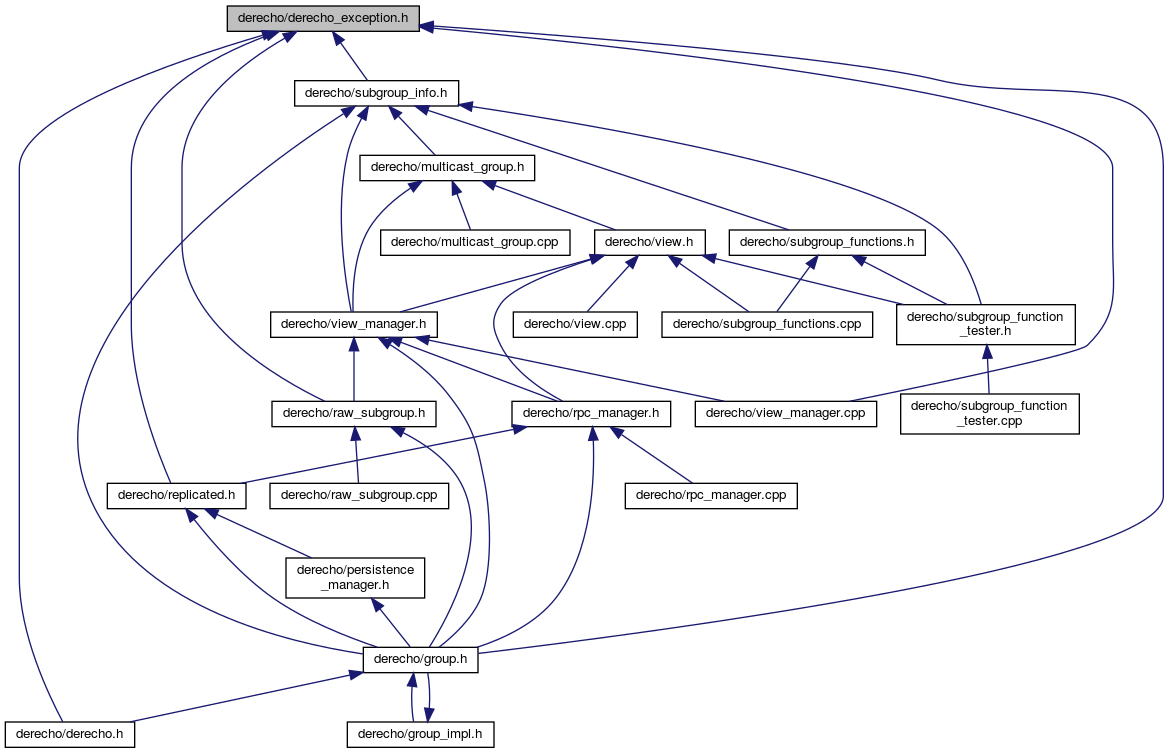 derecho/derecho_exception.h
derecho/subgroup_info.h
derecho/multicast_group.h
derecho/multicast_group.cpp
derecho/view.h
derecho/subgroup_functions.h
derecho/view_manager.h
derecho/view.cpp
derecho/subgroup_functions.cpp
derecho/subgroup_function
_tester.h
derecho/raw_subgroup.h
derecho/rpc_manager.h
derecho/view_manager.cpp
derecho/subgroup_function
_tester.cpp
derecho/replicated.h
derecho/raw_subgroup.cpp
derecho/rpc_manager.cpp
derecho/persistence
_manager.h
derecho/group.h
derecho/derecho.h
derecho/group_impl.h